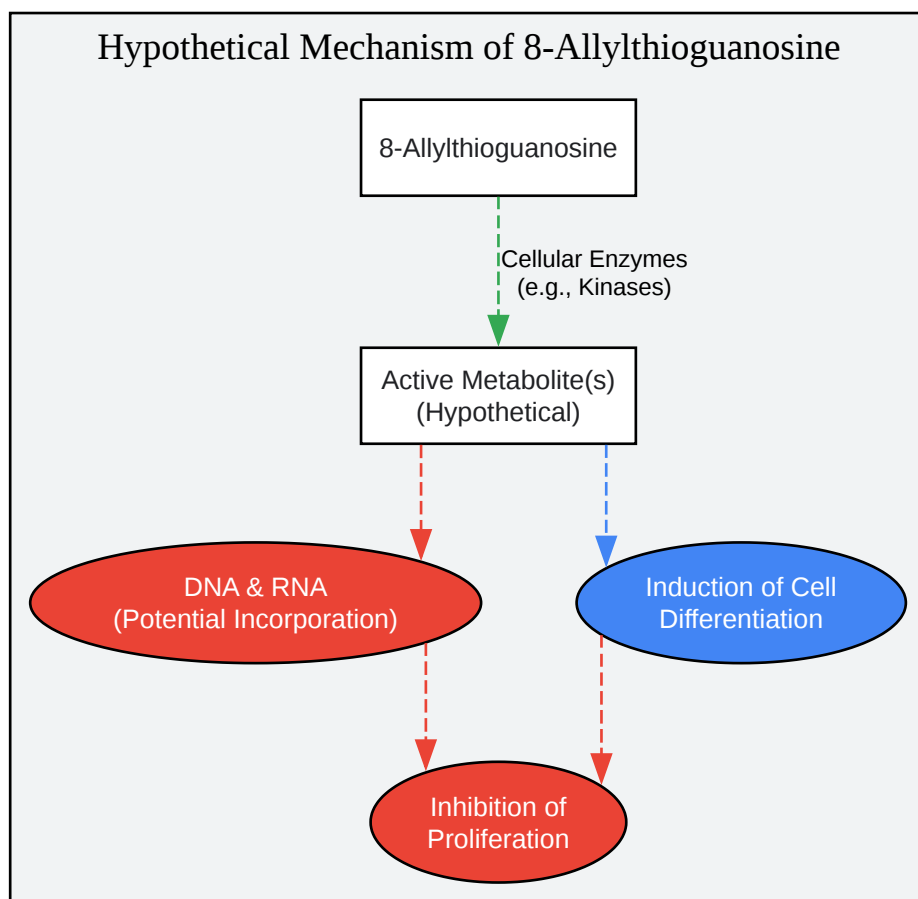 Hypothetical Mechanism of 8-Allylthioguanosine
8-Allylthioguanosine
Cellular Enzymes
(e.g., Kinases)
Active Metabolite(s)
(Hypothetical)
DNA & RNA
(Potential Incorporation)
Induction of Cell
Differentiation
Inhibition of
Proliferation